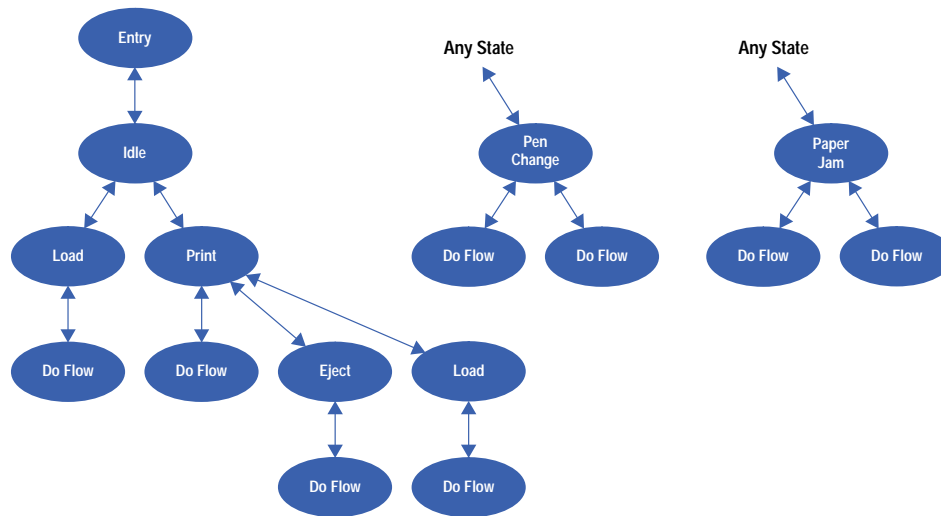 Entry
Any State
Any State
Idle
Pen
Change
Paper
Jam
Load
Print
Do Flow
Do Flow
Do Flow
Do Flow
Do Flow
Do Flow
Eject
Load
Do Flow
Do Flow